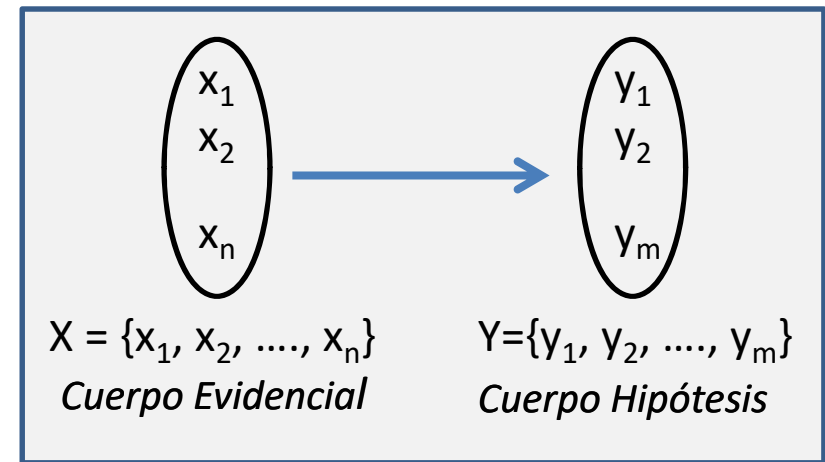 x₁ y₁
x₂ y₂
xₙ yₘ
X = {x₁, x₂, …., xₙ} Y={y₁, y₂, …., yₘ}
Cuerpo Evidencial Cuerpo Hipótesis